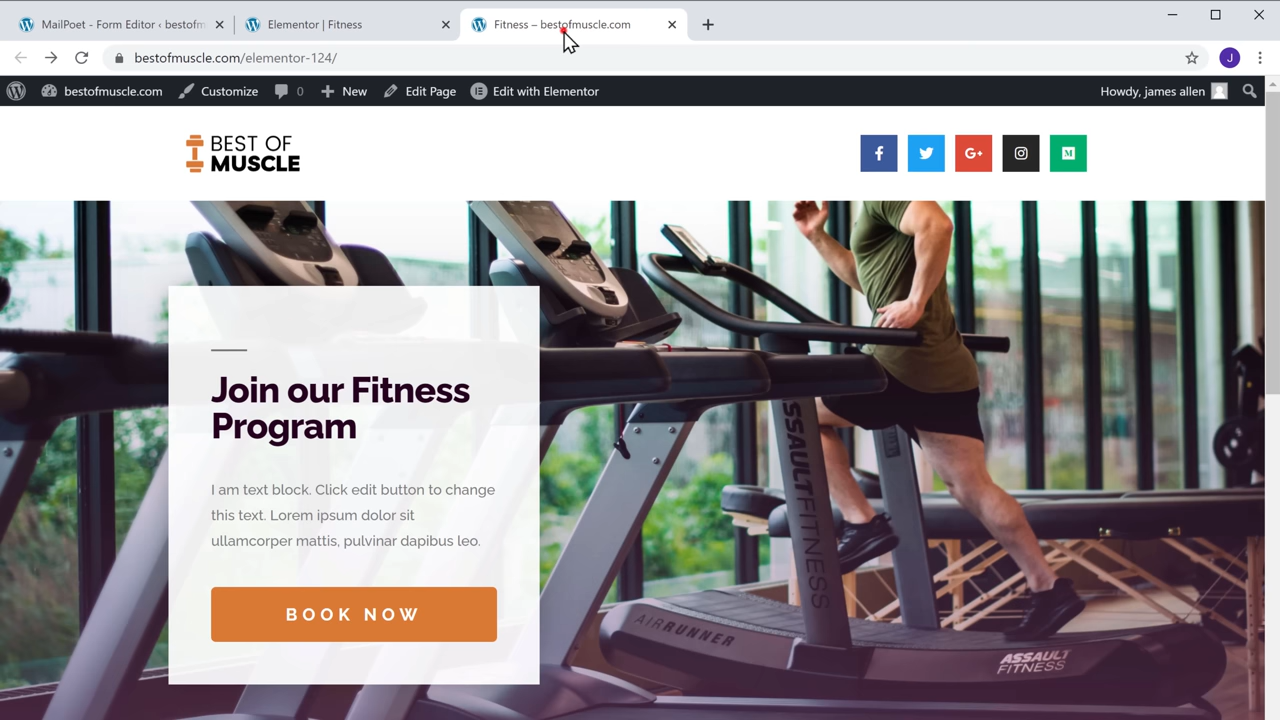 MailPoet - Form Editor ‹ bestofm
Elementor | Fitness
Fitness – bestofmuscle.com
bestofmuscle.com/elementor-124/
J
bestofmuscle.com
Customize
0
New
Edit Page
Edit with Elementor
Howdy, james allen
BEST OF
MUSCLE
Join our Fitness
Program
I am text block. Click edit button to change
this text. Lorem ipsum dolor sit
ullamcorper mattis, pulvinar dapibus leo.
BOOK NOW
SSAULTFITNESS
AIRRUNNER
ASSAULT
FITNESS